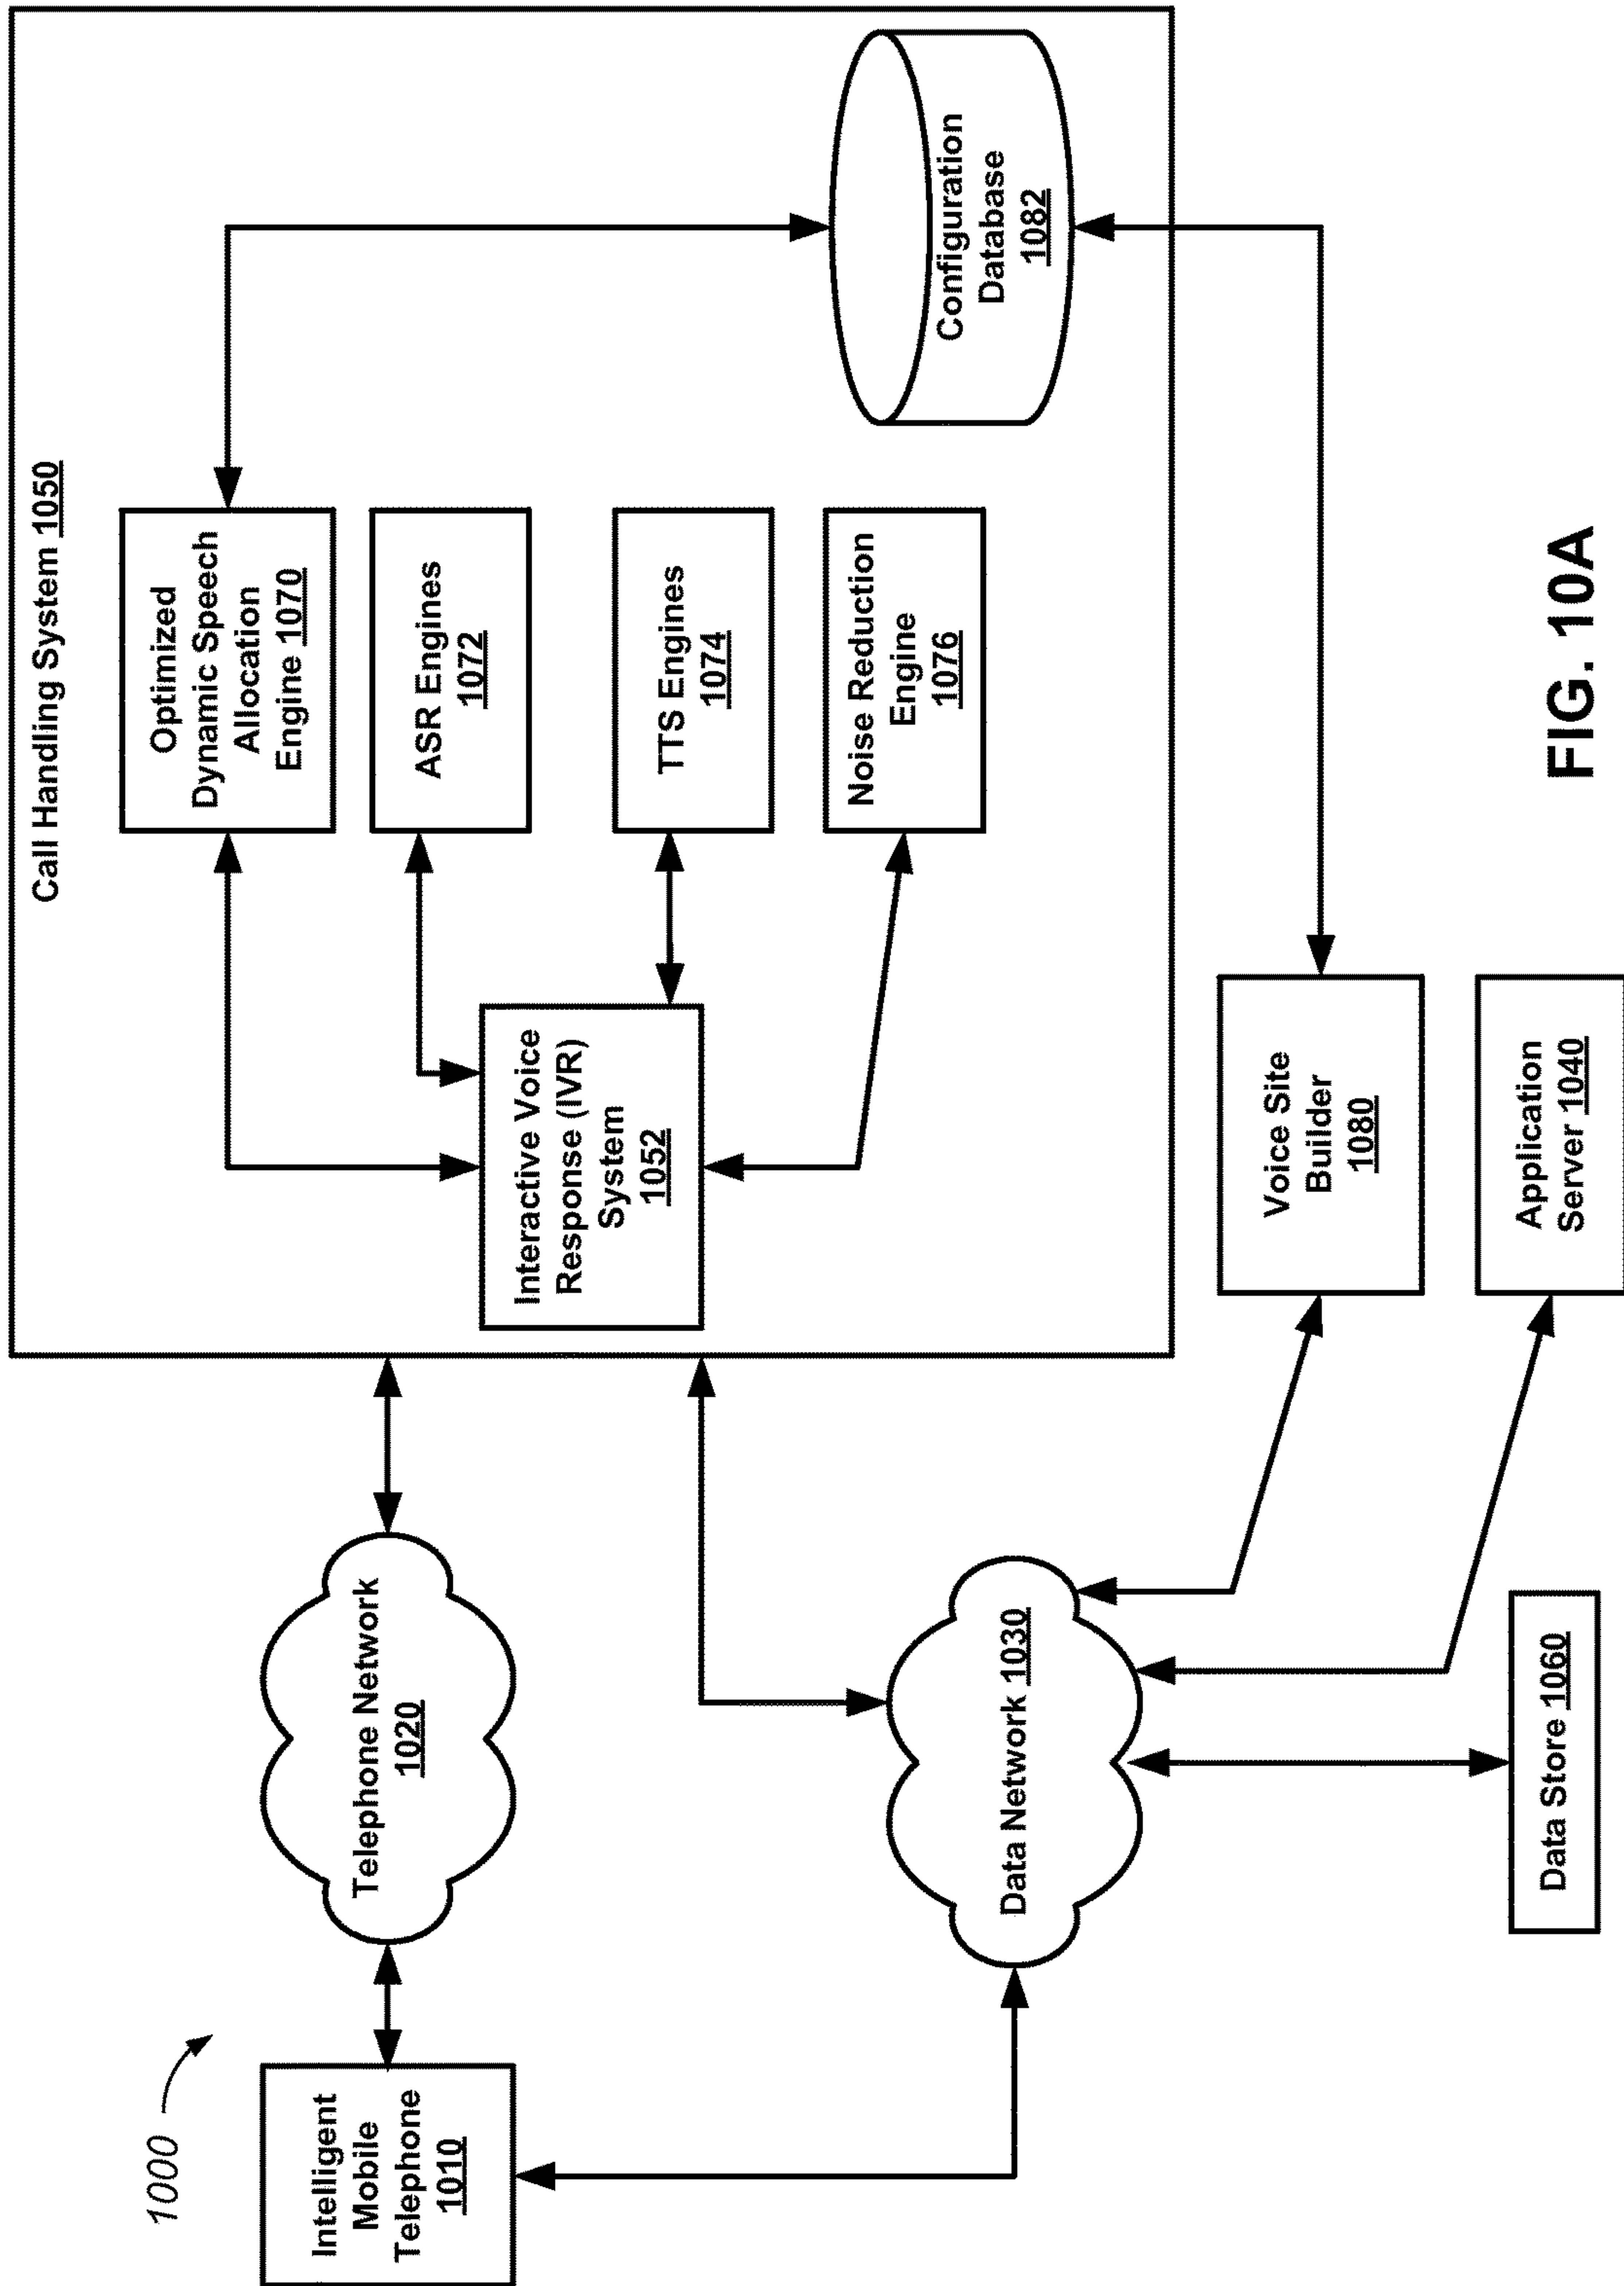 1000
Intelligent
Mobile
Telephone
1010
Telephone Network
1020
Data Network 1030
Data Store 1060
Call Handling System 1050
Interactive Voice
Response (IVR)
System
1052
Optimized
Dynamic Speech
Allocation
Engine 1070
ASR Engines
1072
TTS Engines
1074
Noise Reduction
Engine
1076
Configuration
Database
1082
Voice Site
Builder
1080
Application
Server 1040
FIG. 10A